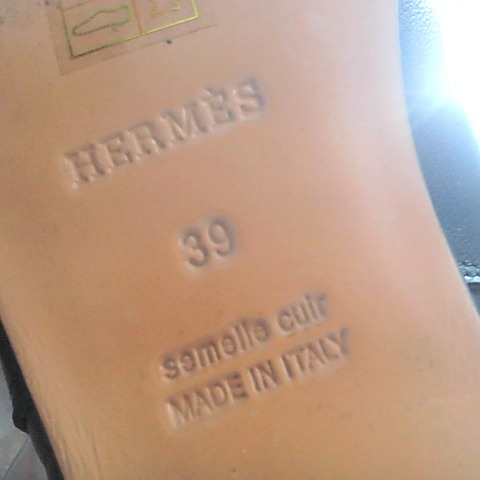 HERMÈS
39
semelle cuir
MADE IN ITALY